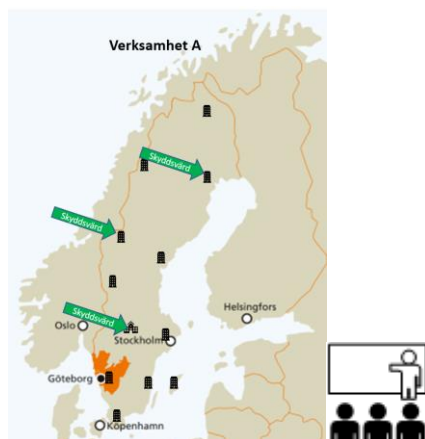 Verksamhet A
Skyddsvärd
Skyddsvärd
Skyddsvärd
Helsingfors
Oslo
Stockholm
Göteborg
Köpenhamn